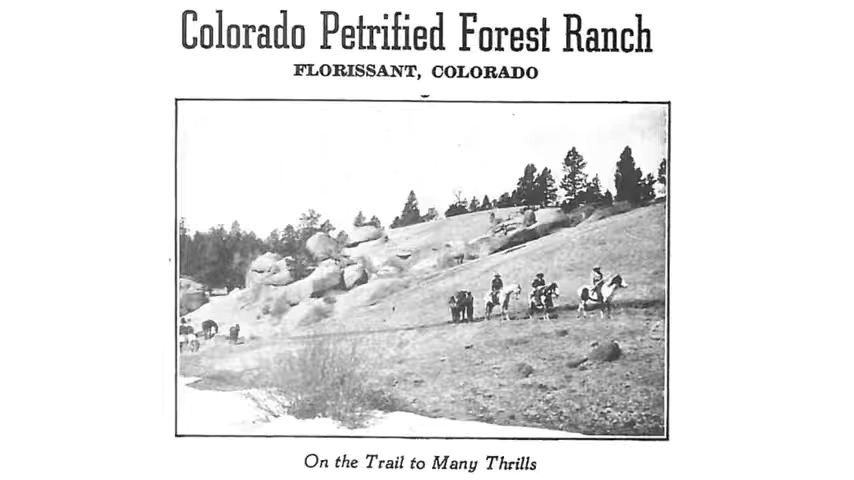 Colorado Petrified Forest Ranch
FLORISSANT, COLORADO
On the Trail to Many Thrills